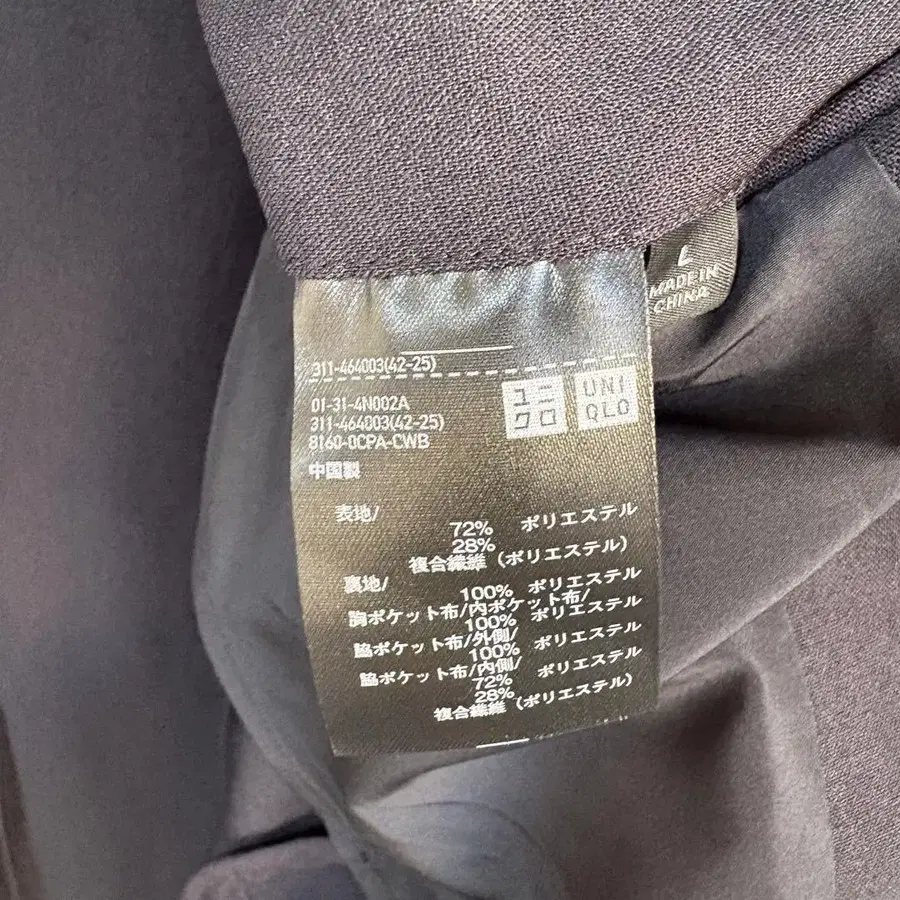 L
MADE IN
CHINA
311-464003(42-25)
01-31-4N002A
311-464003(42-25)
8160-0CPA-CWB
中国製
ユニ
クロ
UNI
QLO
表地/
72% ポリエステル
28%
複合繊維(ポリエステル)
裏地/
100% ポリエステル
胸ポケット布/内ポケット布/
100% ポリエステル
脇ポケット布/外側/
100% ポリエステル
脇ポケット布/内側/
72% ポリエステル
28%
複合繊維(ポリエステル)